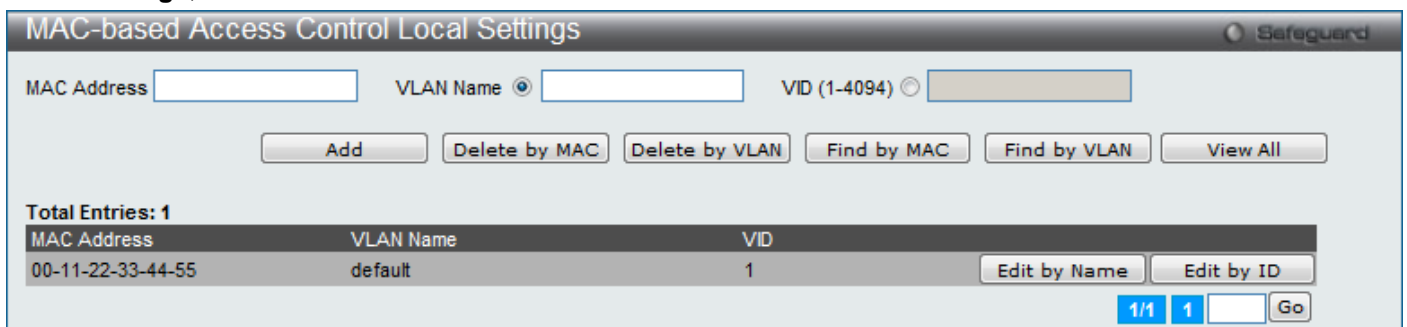 MAC-based Access Control Local Settings Safeguard
MAC Address VLAN Name VID (1-4094)
Add Delete by MAC Delete by VLAN Find by MAC Find by VLAN View All
Total Entries: 1
MAC Address VLAN Name VID
00-11-22-33-44-55 default 1 Edit by Name Edit by ID
1/1 1 Go